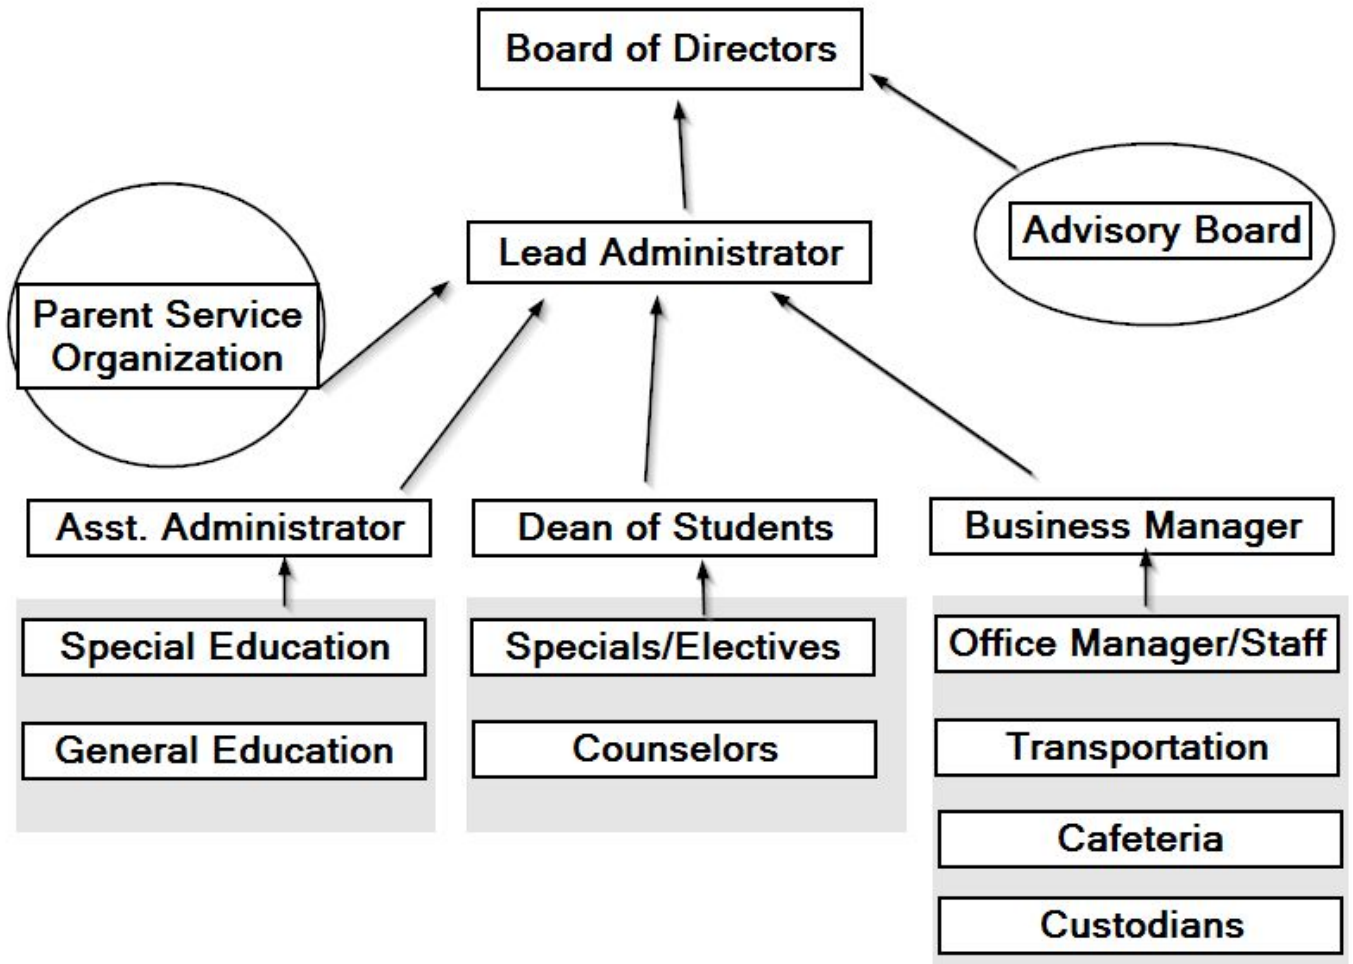 Board of Directors
Advisory Board
Lead Administrator
Parent Service
Organization
Asst. Administrator
Dean of Students
Business Manager
Special Education
General Education
Specials/Electives
Counselors
Office Manager/Staff
Transportation
Cafeteria
Custodians